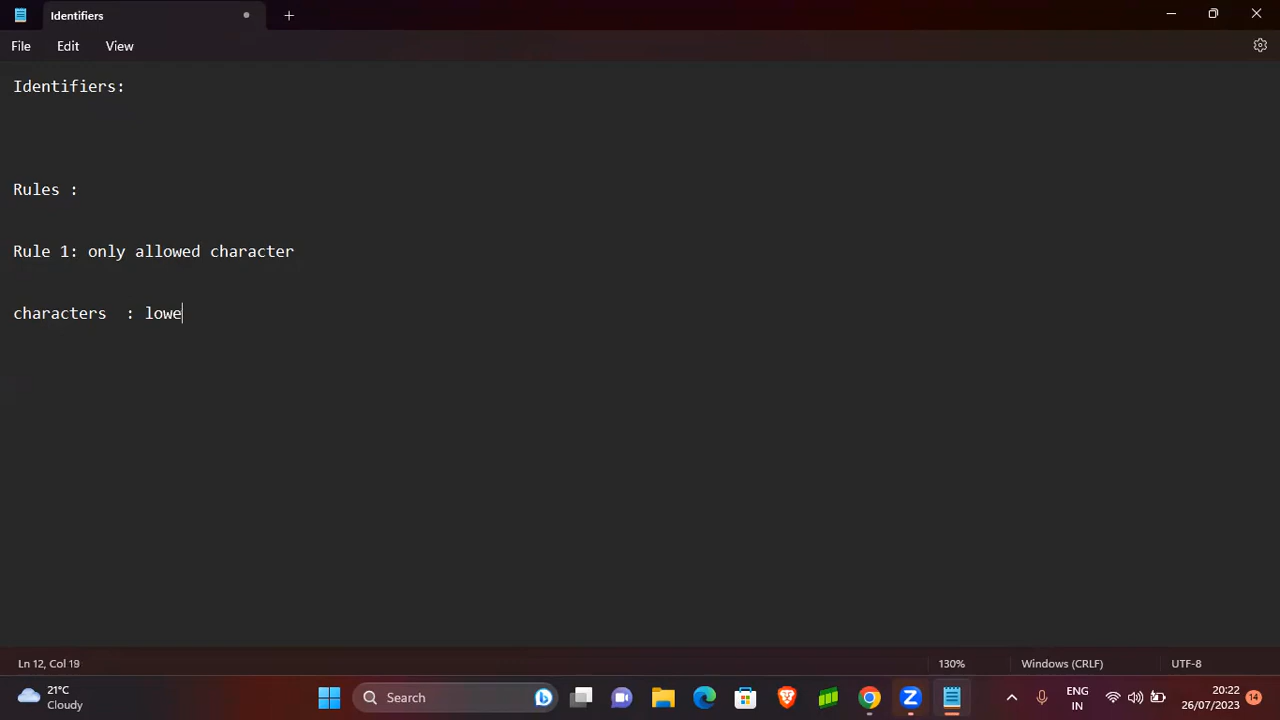 Identifiers
File Edit View
Identifiers:
Rules :
Rule 1: only allowed character
characters  : lowe
Ln 12, Col 19 130% Windows (CRLF) UTF-8
21°C
Cloudy
Search
ENG
IN
20:22
26/07/2023
14